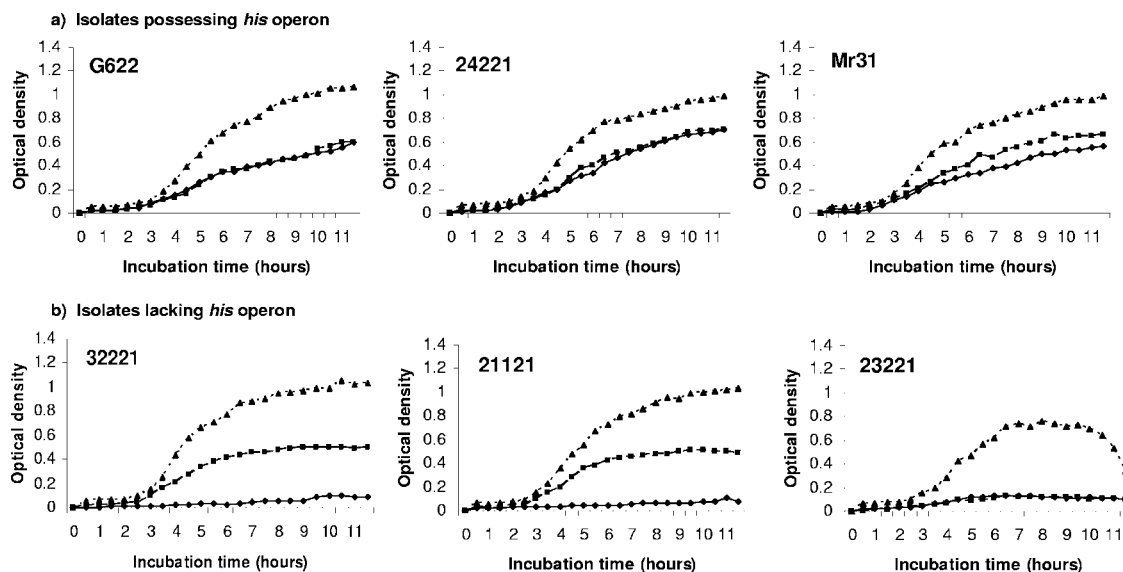 a) Isolates possessing his operon
G622
Optical density
1.4
1.2
1
0.8
0.6
0.4
0.2
0
0 1 2 3 4 5 6 7 8 9 10 11
Incubation time (hours)
24221
Optical density
1.4
1.2
1
0.8
0.6
0.4
0.2
0
0 1 2 3 4 5 6 7 8 9 10 11
Incubation time (hours)
Mr31
Optical density
1.4
1.2
1
0.8
0.6
0.4
0.2
0
0 1 2 3 4 5 6 7 8 9 10 11
Incubation time (hours)
b) Isolates lacking his operon
32221
Optical density
1.4
1.2
1
0.8
0.6
0.4
0.2
0
0 1 2 3 4 5 6 7 8 9 10 11
Incubation time (hours)
21121
Optical density
1.4
1.2
1
0.8
0.6
0.4
0.2
0
0 1 2 3 4 5 6 7 8 9 10 11
Incubation time (hours)
23221
Optical density
1.4
1.2
1
0.8
0.6
0.4
0.2
0
0 1 2 3 4 5 6 7 8 9 10 11
Incubation time (hours)